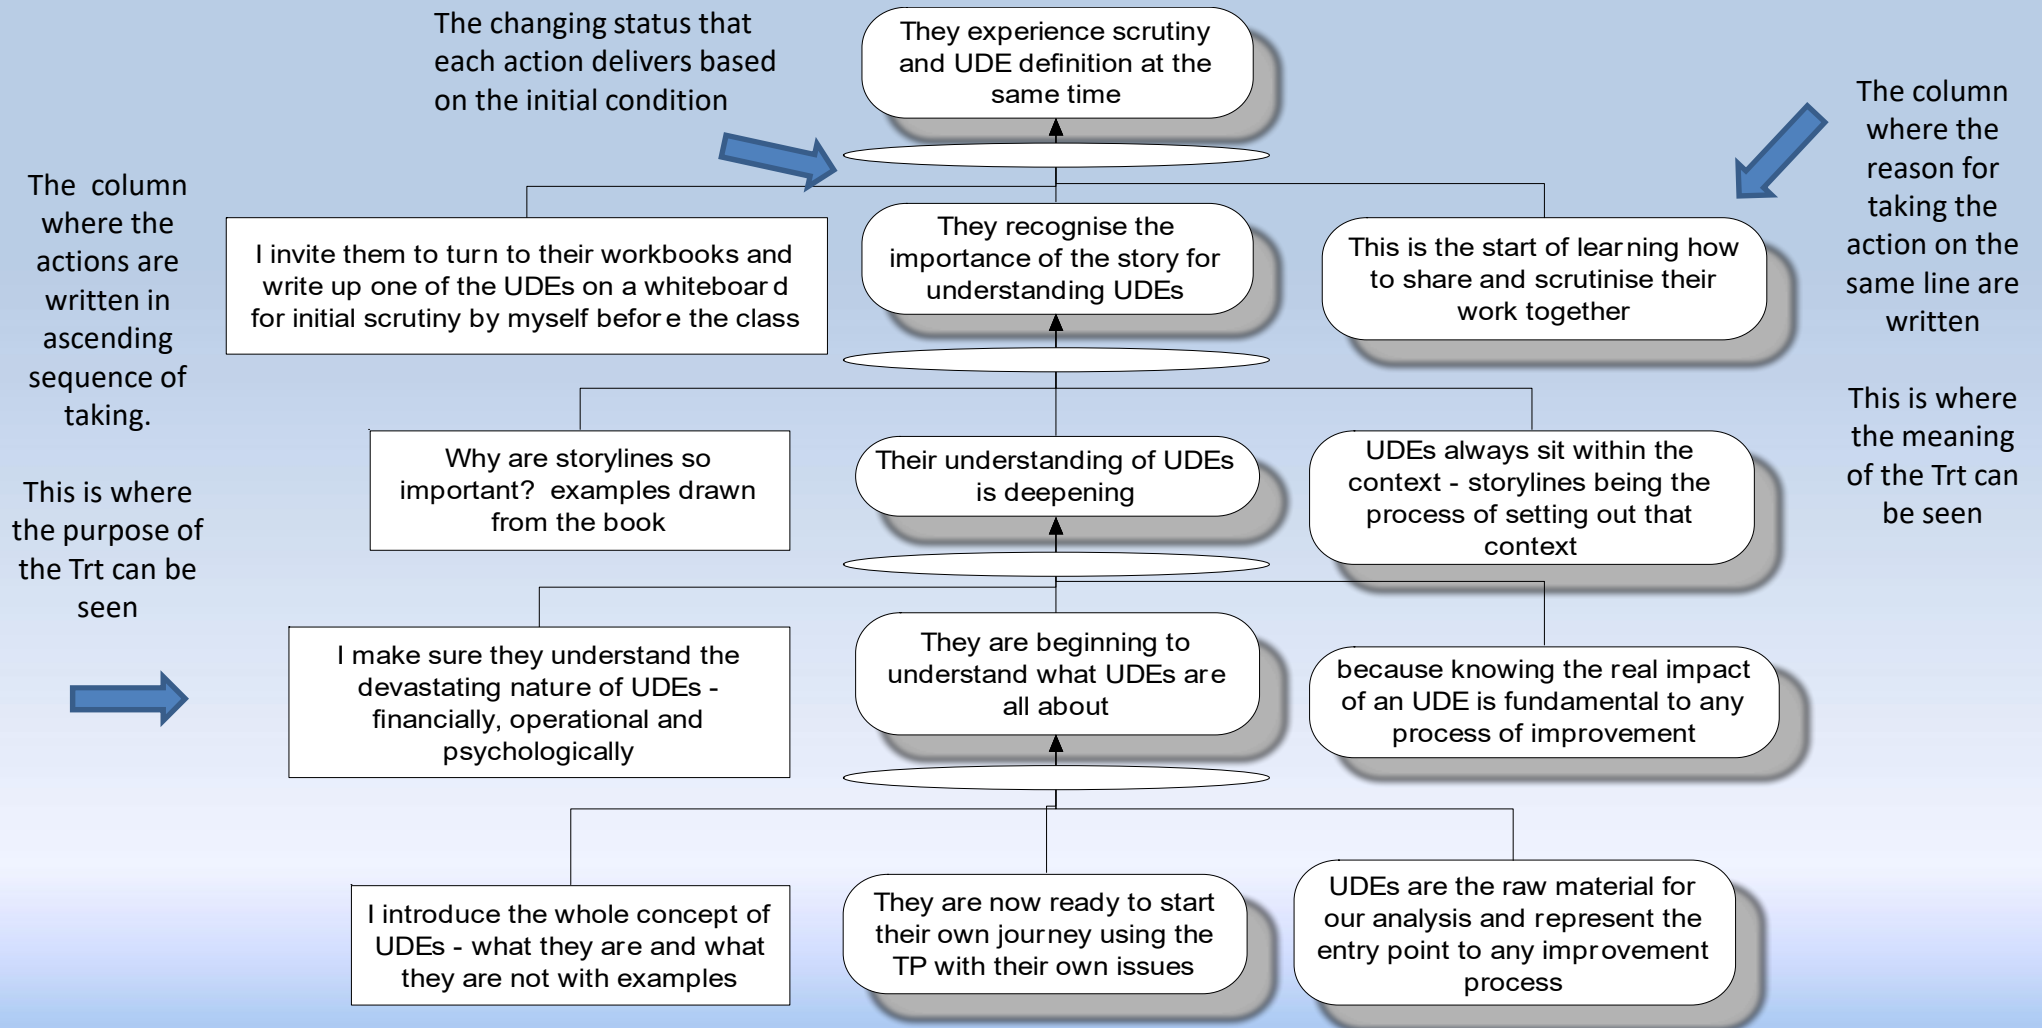 The changing status that
each action delivers based
on the initial condition
They experience scrutiny
and UDE definition at the
same time
The column
where the
reason for
taking the
action on the
same line are
written
This is where
the meaning
of the Trt can
be seen
The column
where the
actions are
written in
ascending
sequence of
taking.
This is where
the purpose of
the Trt can be
seen
I invite them to turn to their workbooks and
write up one of the UDEs on a whiteboard
for initial scrutiny by myself before the class
They recognise the
importance of the story for
understanding UDEs
This is the start of learning how
to share and scrutinise their
work together
Why are storylines so
important? examples drawn
from the book
Their understanding of UDEs
is deepening
UDEs always sit within the
context - storylines being the
process of setting out that
context
I make sure they understand the
devastating nature of UDEs -
financially, operational and
psychologically
They are beginning to
understand what UDEs are
all about
because knowing the real impact
of an UDE is fundamental to any
process of improvement
I introduce the whole concept of
UDEs - what they are and what
they are not with examples
They are now ready to start
their own journey using the
TP with their own issues
UDEs are the raw material for
our analysis and represent the
entry point to any improvement
process